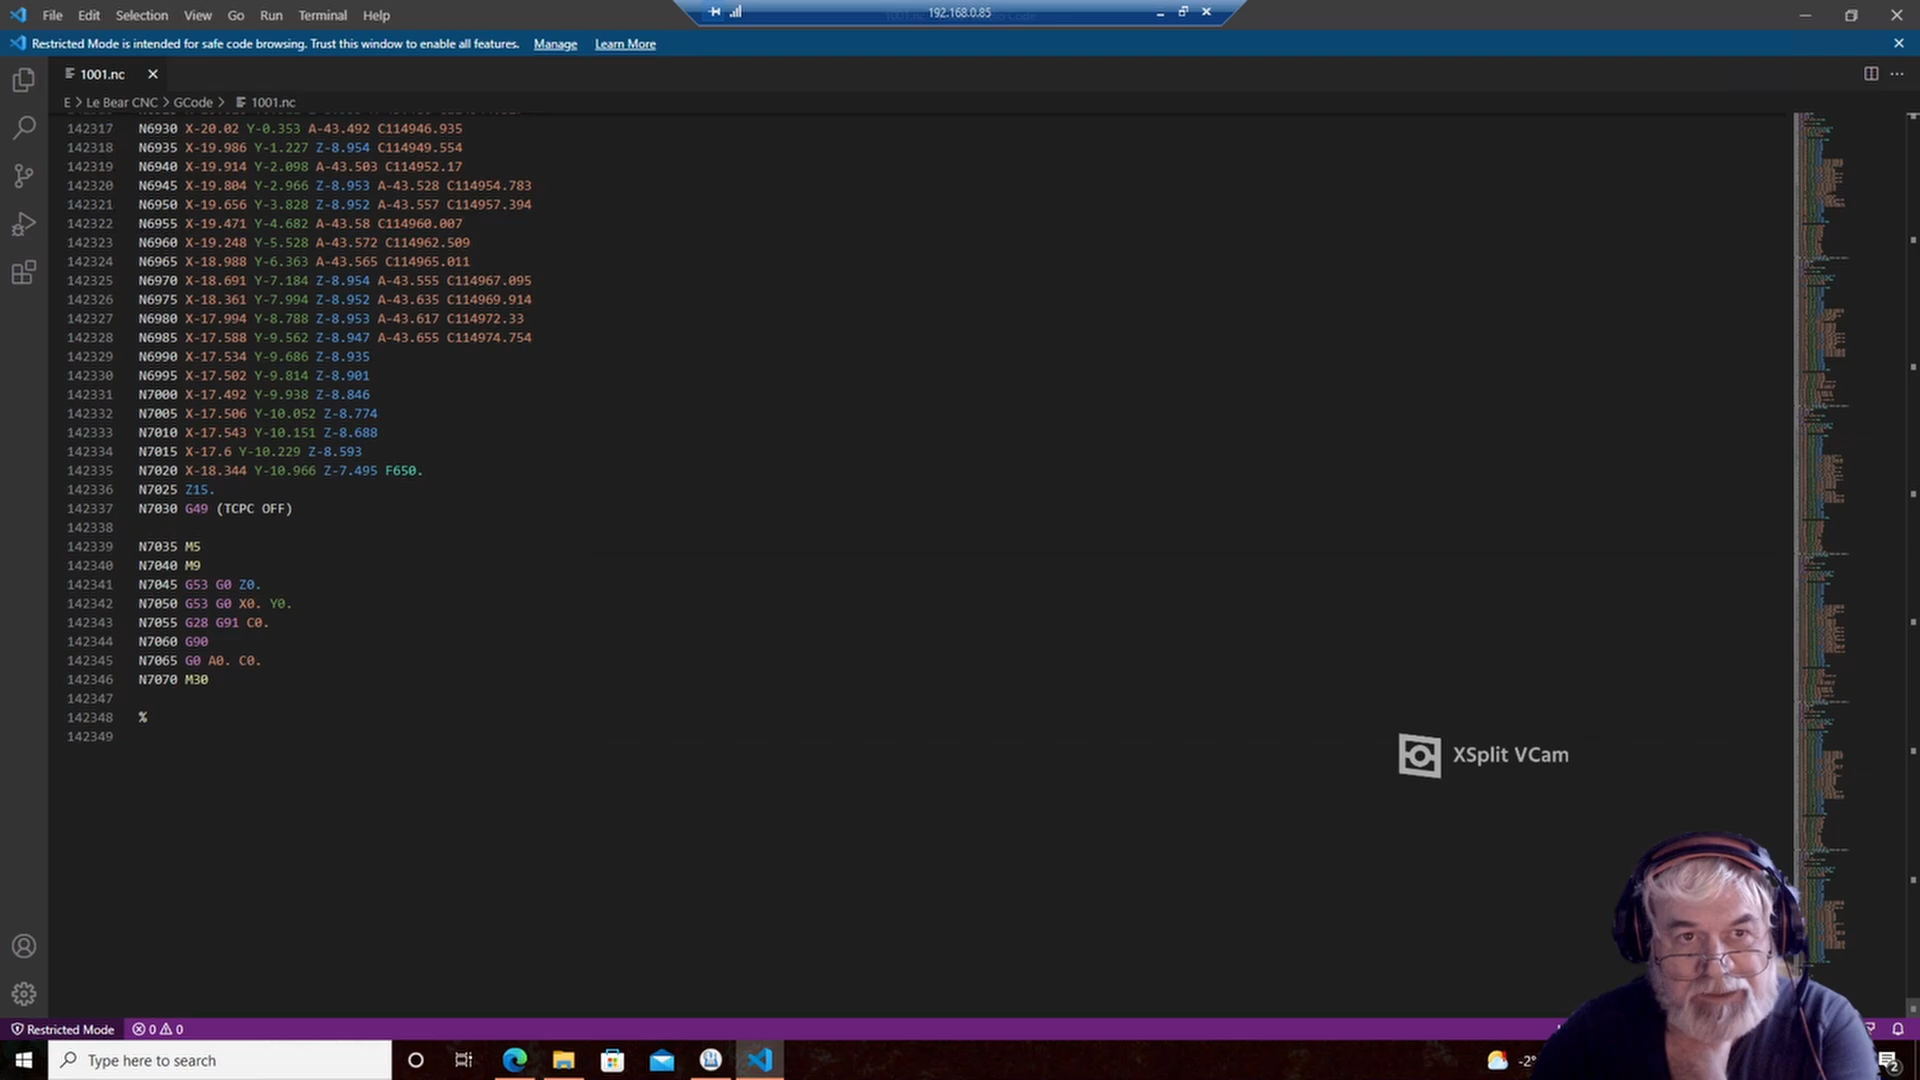 File Edit Selection View Go Run Terminal Help
192.168.0.85
Restricted Mode is intended for safe code browsing. Trust this window to enable all features. Manage Learn More
1001.nc
E > Le Bear CNC > GCode > 1001.nc
142317 N6930 X-20.02 Y-0.353 A-43.492 C114946.935
142318 N6935 X-19.986 Y-1.227 Z-8.954 C114949.554
142319 N6940 X-19.914 Y-2.098 A-43.503 C114952.17
142320 N6945 X-19.804 Y-2.966 Z-8.953 A-43.528 C114954.783
142321 N6950 X-19.656 Y-3.828 Z-8.952 A-43.557 C114957.394
142322 N6955 X-19.471 Y-4.682 A-43.58 C114960.007
142323 N6960 X-19.248 Y-5.528 A-43.572 C114962.509
142324 N6965 X-18.988 Y-6.363 A-43.565 C114965.011
142325 N6970 X-18.691 Y-7.184 Z-8.954 A-43.555 C114967.095
142326 N6975 X-18.361 Y-7.994 Z-8.952 A-43.635 C114969.914
142327 N6980 X-17.994 Y-8.788 Z-8.953 A-43.617 C114972.33
142328 N6985 X-17.588 Y-9.562 Z-8.947 A-43.655 C114974.754
142329 N6990 X-17.534 Y-9.686 Z-8.935
142330 N6995 X-17.502 Y-9.814 Z-8.901
142331 N7000 X-17.492 Y-9.938 Z-8.846
142332 N7005 X-17.506 Y-10.052 Z-8.774
142333 N7010 X-17.543 Y-10.151 Z-8.688
142334 N7015 X-17.6 Y-10.229 Z-8.593
142335 N7020 X-18.344 Y-10.966 Z-7.495 F650.
142336 N7025 Z15.
142337 N7030 G49 (TCPC OFF)
142338
142339 N7035 M5
142340 N7040 M9
142341 N7045 G53 G0 Z0.
142342 N7050 G53 G0 X0. Y0.
142343 N7055 G28 G91 C0.
142344 N7060 G90
142345 N7065 G0 A0. C0.
142346 N7070 M30
142347
142348 %
142349
XSplit VCam
Restricted Mode 0 0
Type here to search
-2°
2